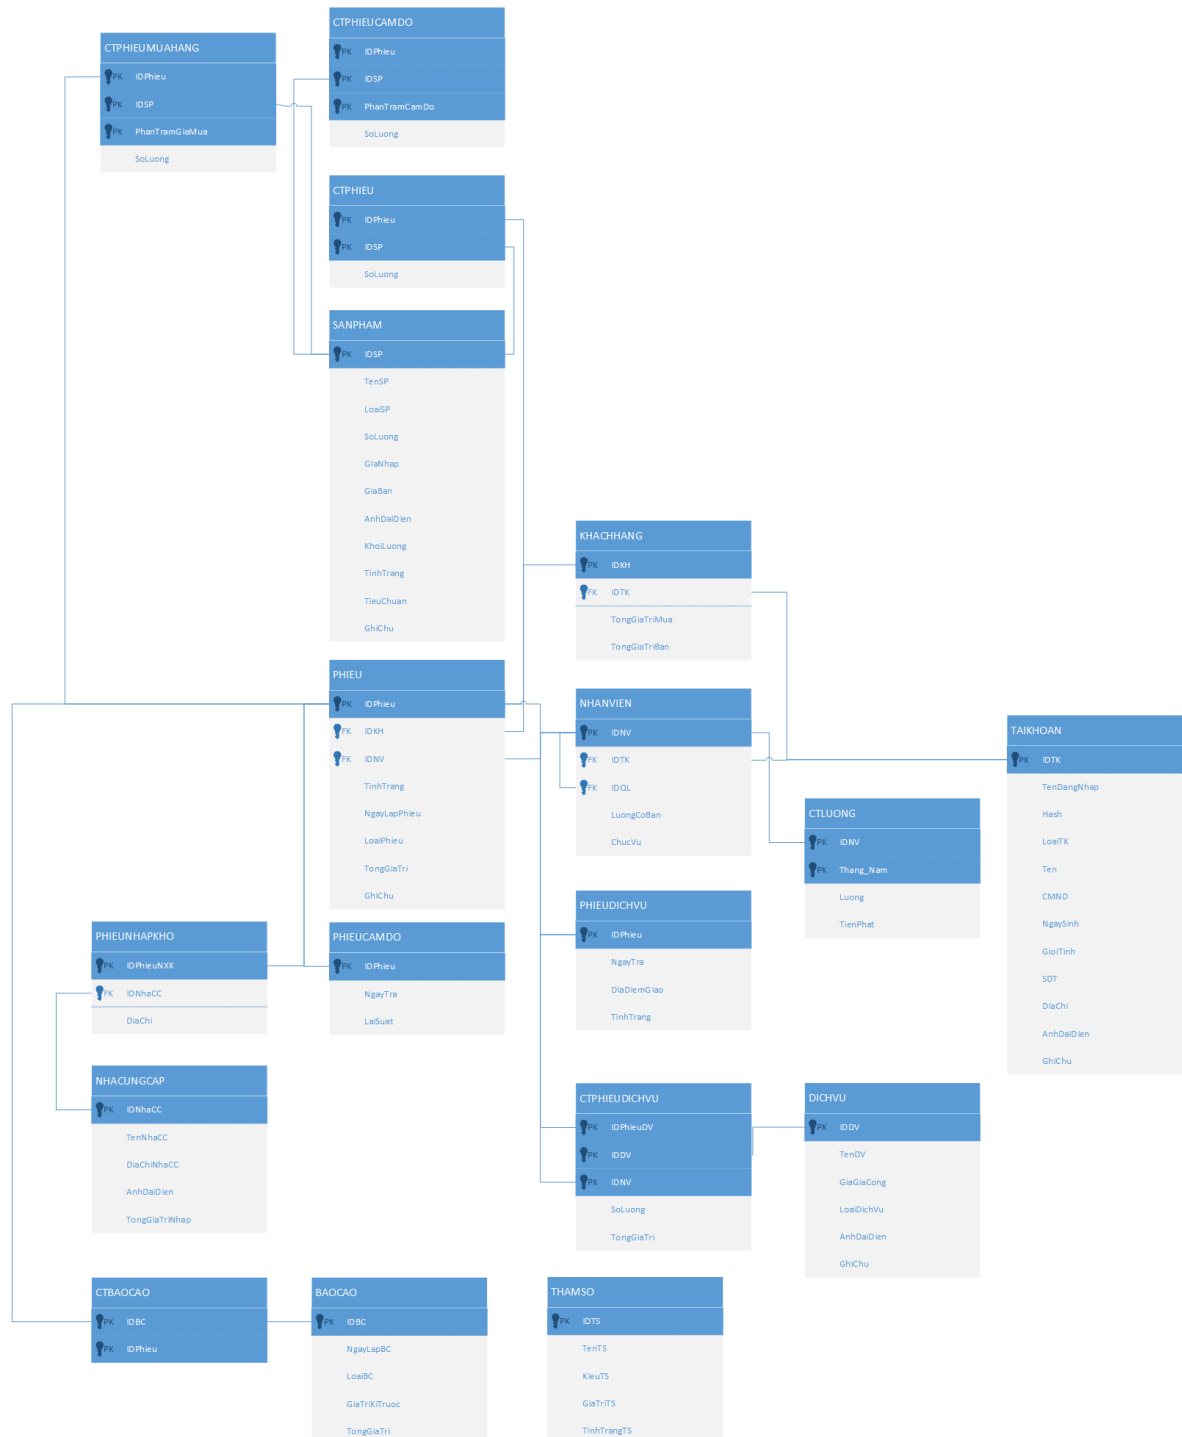 CTPHIEUMUAHANG
PK IDPhieu
PK IDSP
PK PhanTramGiaMua
SoLuong
CTPHIEUCAMDO
PK IDPhieu
PK IDSP
PK PhanTramCamDo
SoLuong
CTPHIEU
PK IDPhieu
PK IDSP
SoLuong
SANPHAM
PK IDSP
TenSP
LoaiSP
SoLuong
GiaNhap
GiaBan
AnhDaiDien
KhoiLuong
TinhTrang
TieuChuan
GhiChu
KHACHHANG
PK IDKH
FK IDTK
TongGiaTriMua
TongGiaTriBan
PHIEU
PK IDPhieu
FK IDKH
FK IDNV
TinhTrang
NgayLapPhieu
LoaiPhieu
TongGiaTri
GhiChu
NHANVIEN
PK IDNV
FK IDTK
FK IDQL
LuongCoBan
ChucVu
TAIKHOAN
PK IDTK
TenDangNhap
Hash
LoaiTK
Ten
CMND
NgaySinh
GioiTinh
SDT
DiaChi
AnhDaiDien
GhiChu
CTLUONG
PK IDNV
PK Thang_Nam
Luong
TienPhat
PHIEUNHAPKHO
PK IDPhieuNXK
FK IDNhaCC
DiaChi
PHIEUCAMDO
PK IDPhieu
NgayTra
LaiSuat
PHIEUDICHVU
PK IDPhieu
NgayTra
DiaDiemGiao
TinhTrang
NHACUNGCAP
PK IDNhaCC
TenNhaCC
DiaChiNhaCC
AnhDaiDien
TongGiaTriNhap
CTPHIEUDICHVU
PK IDPhieuDV
PK IDDV
PK IDNV
SoLuong
TongGiaTri
DICHVU
PK IDDV
TenDV
GiaGiaCong
LoaiDichVu
AnhDaiDien
GhiChu
CTBAOCAO
PK IDBC
PK IDPhieu
BAOCAO
PK IDBC
NgayLapBC
LoaiBC
GiaTriKiTruoc
TongGiaTri
THAMSO
PK IDTS
TenTS
KieuTS
GiaTriTS
TinhTrangTS